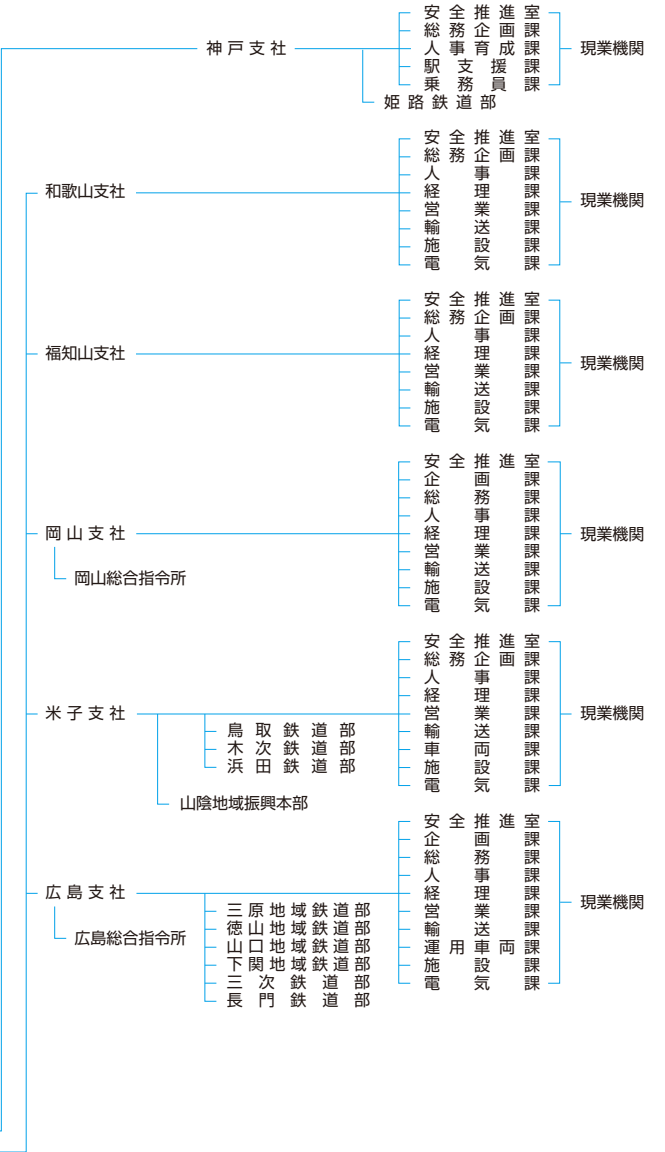 神戸支社
安全推進室
総務企画課
人事育成課
駅支援課
乗務員課
現業機関
姫路鉄道部
和歌山支社
安全推進室
総務企画課
人事課
経理課
営業課
輸送課
施設課
電気課
現業機関
福知山支社
安全推進室
総務企画課
人事課
経理課
営業課
輸送課
施設課
電気課
現業機関
岡山支社
岡山総合指令所
安全推進室
企画課
総務課
人事課
経理課
営業課
輸送課
施設課
電気課
現業機関
米子支社
鳥取鉄道部
木次鉄道部
浜田鉄道部
山陰地域振興本部
安全推進室
総務企画課
人事課
経理課
営業課
輸送課
車両課
施設課
電気課
現業機関
広島支社
広島総合指令所
三原地域鉄道部
徳山地域鉄道部
山口地域鉄道部
下関地域鉄道部
三次鉄道部
長門鉄道部
安全推進室
企画課
総務課
人事課
経理課
営業課
輸送課
運用車両課
施設課
電気課
現業機関